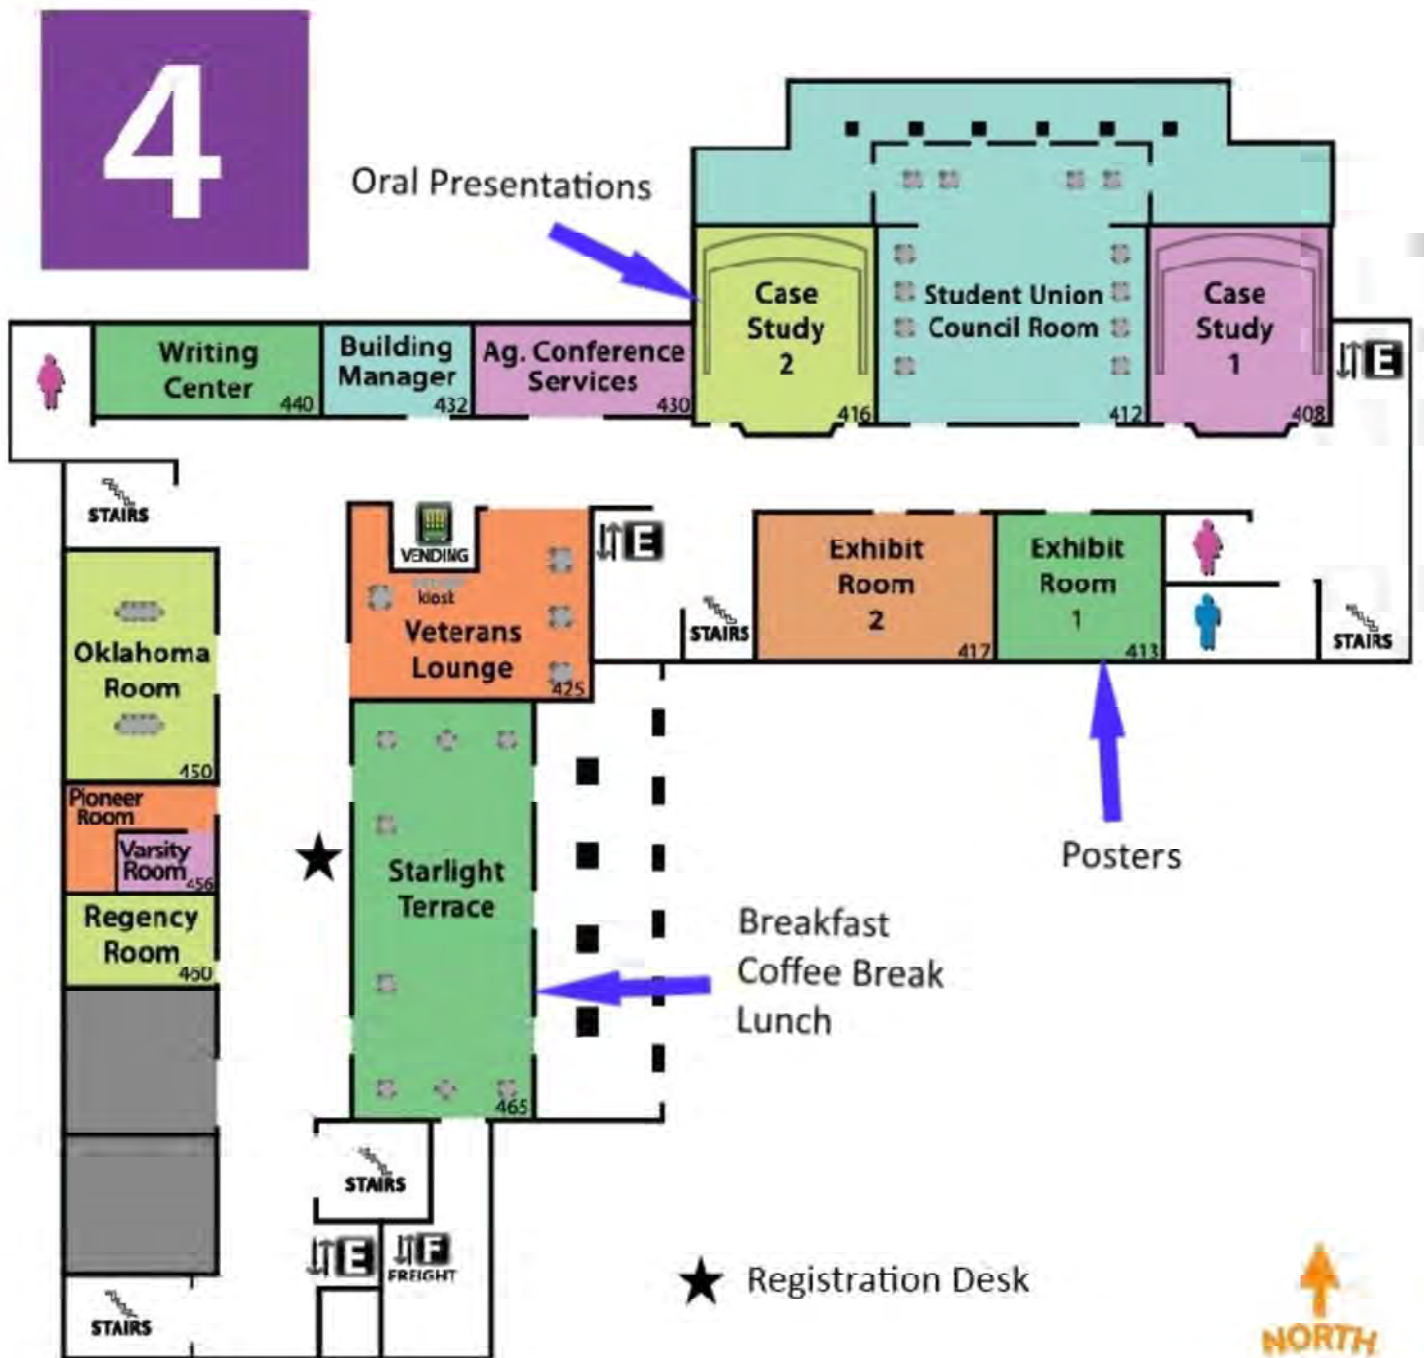 4
Oral Presentations
Case
Study
2
416
Student Union
Council Room
412
Case
Study
1
408
E
Writing
Center
440
Building
Manager
432
Ag. Conference
Services
430
STAIRS
VENDING
kiost
Veterans
Lounge
425
E
STAIRS
Exhibit
Room
2
417
Exhibit
Room
1
413
STAIRS
Oklahoma
Room
450
Pioneer
Room
Varsity
Room
456
Regency
Room
460
Starlight
Terrace
465
Posters
Breakfast
Coffee Break
Lunch
STAIRS
E
F
FREIGHT
STAIRS
Registration Desk
NORTH